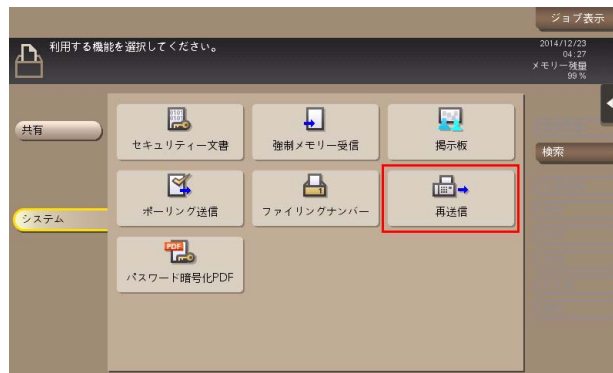 ジョブ表示
利用する機能を選択してください。
2014/12/23
04:27
メモリー残量
99 %
共有
システム
セキュリティー文書
強制メモリー受信
掲示板
ポーリング送信
ファイリングナンバー
再送信
PDF
パスワード暗号化PDF
検索